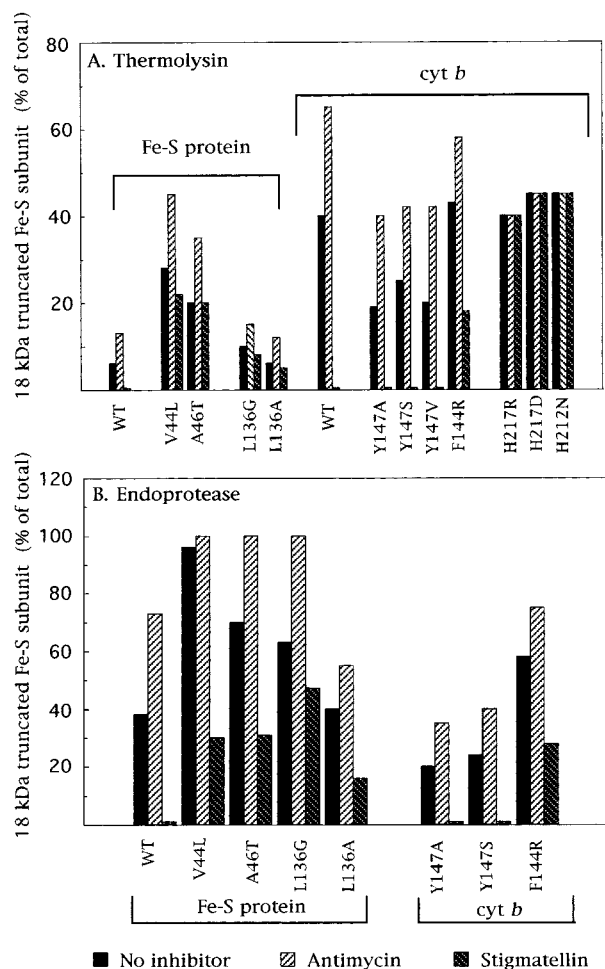 18 kDa truncated Fe-S subunit (% of total)
80
60
40
20
A. Thermolysin
cyt b
Fe-S protein
WT
V44L
A46T
L136G
L136A
WT
Y147A
Y147S
Y147V
F144R
H217R
H217D
H212N
18 kDa truncated Fe-S subunit (% of total)
120
100
80
60
40
20
B. Endoprotease
WT
V44L
A46T
L136G
L136A
Y147A
Y147S
F144R
Fe-S protein
cyt b
No inhibitor Antimycin Stigmatellin